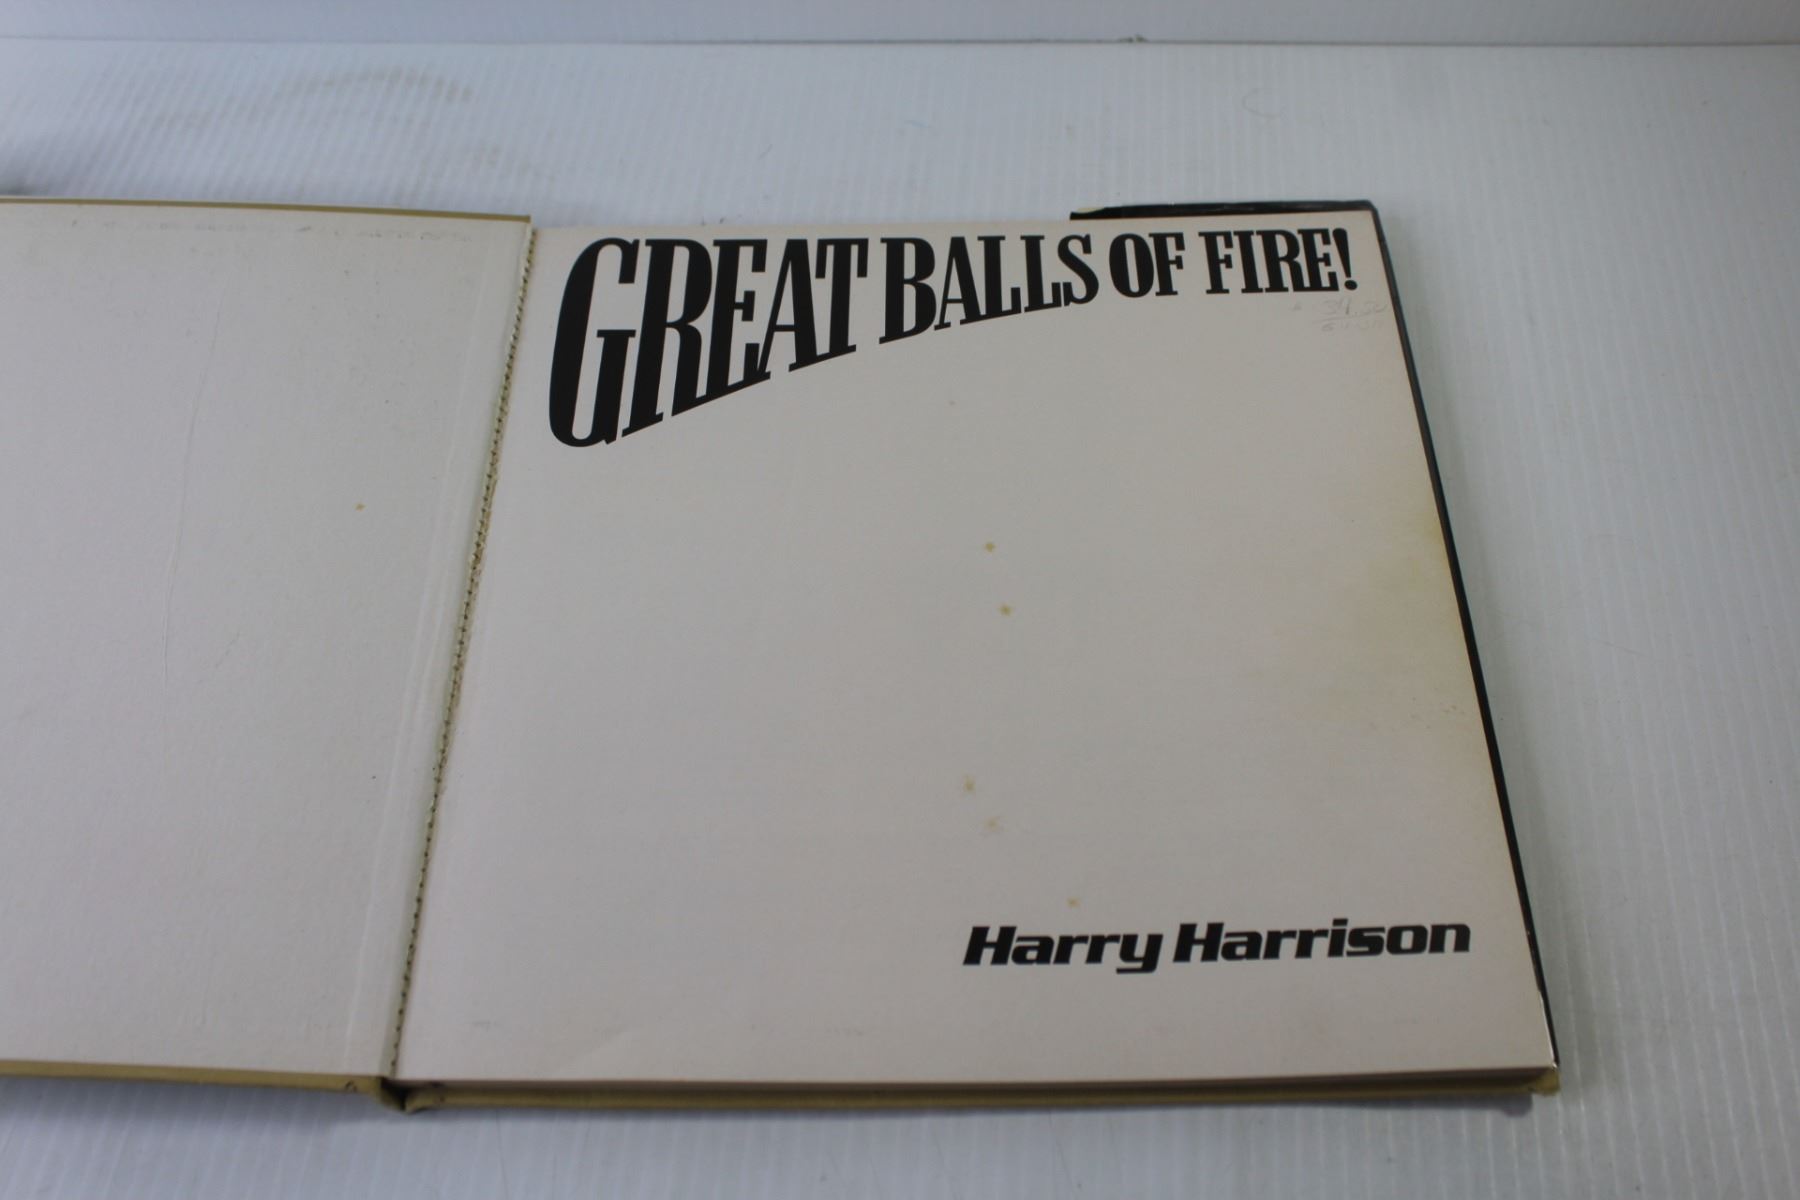 GREAT BALLS OF FIRE!
Harry Harrison